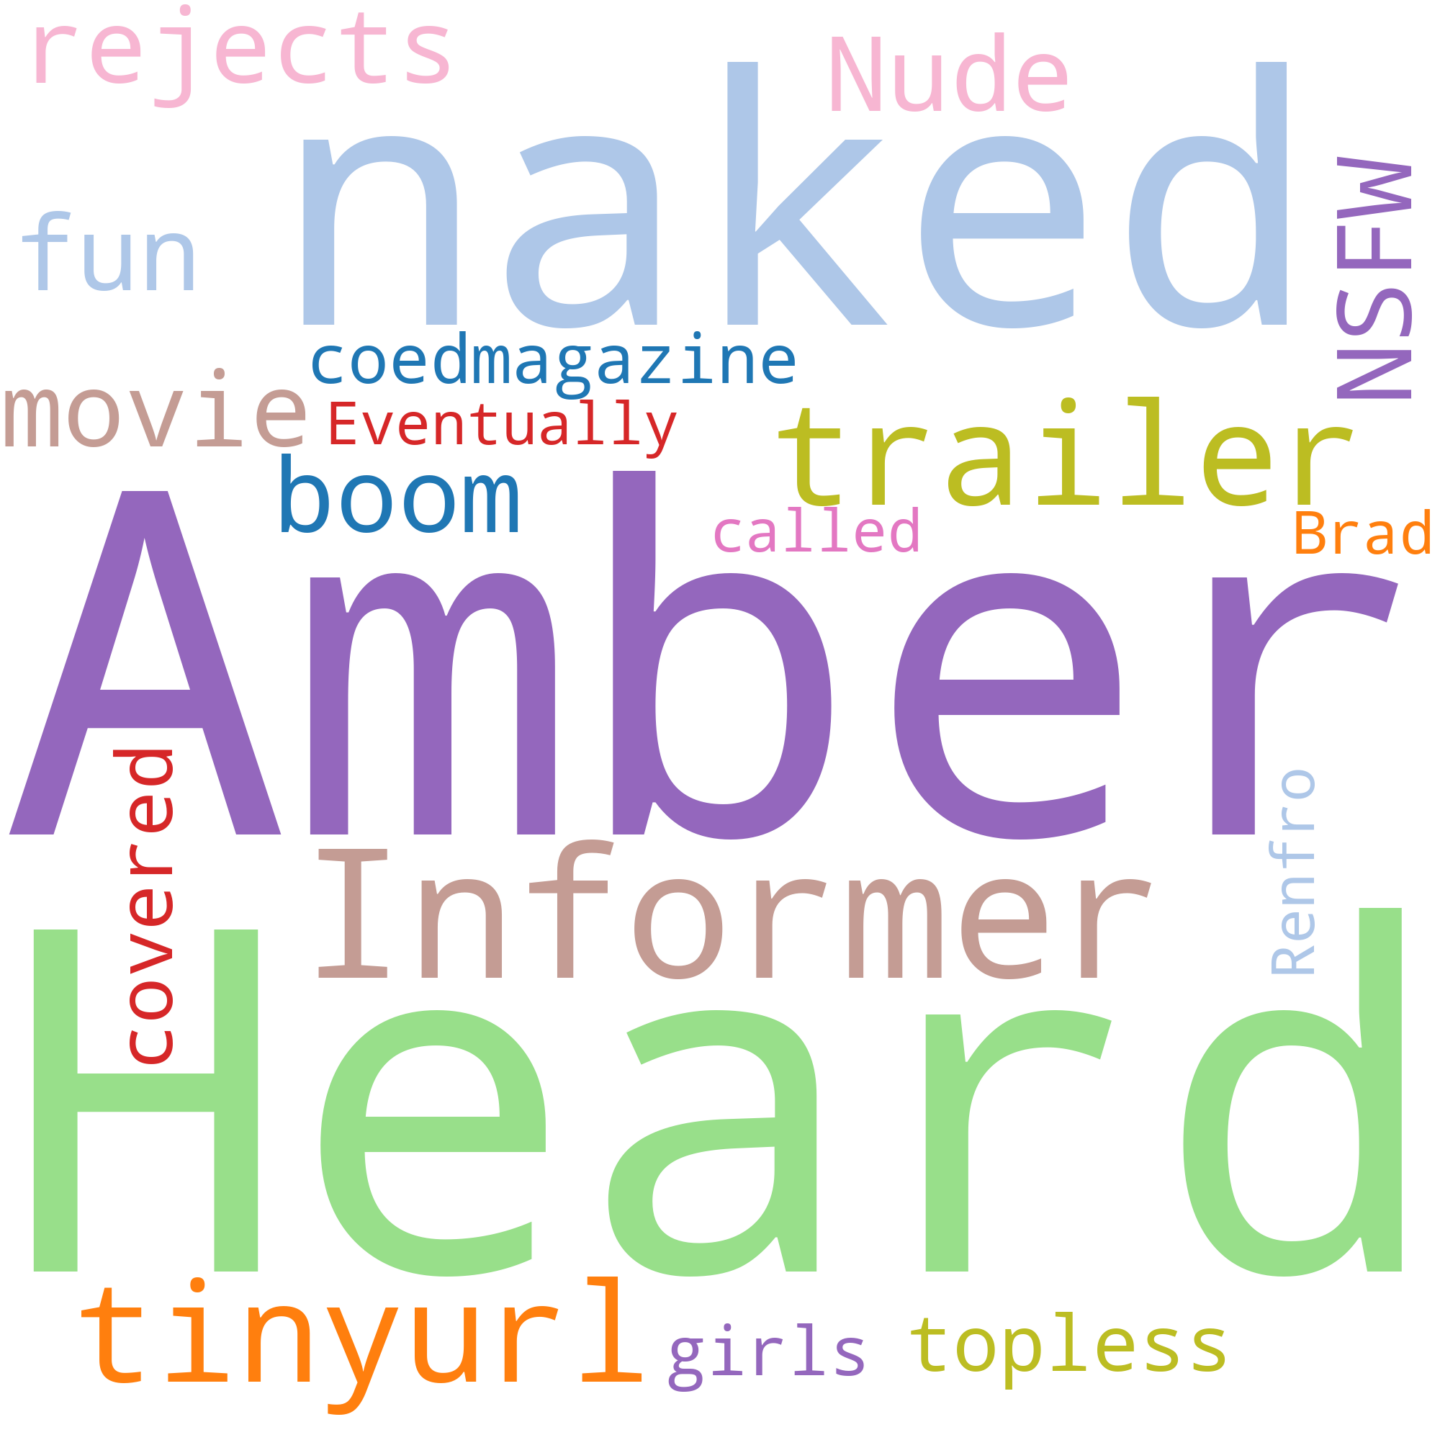 rejects
Nude
naked
NSFW
fun
coedmagazine
movie
Eventually
trailer
boom
called
Brad
Amber
covered
Informer
Renfro
Heard
tinyurl
girls
topless